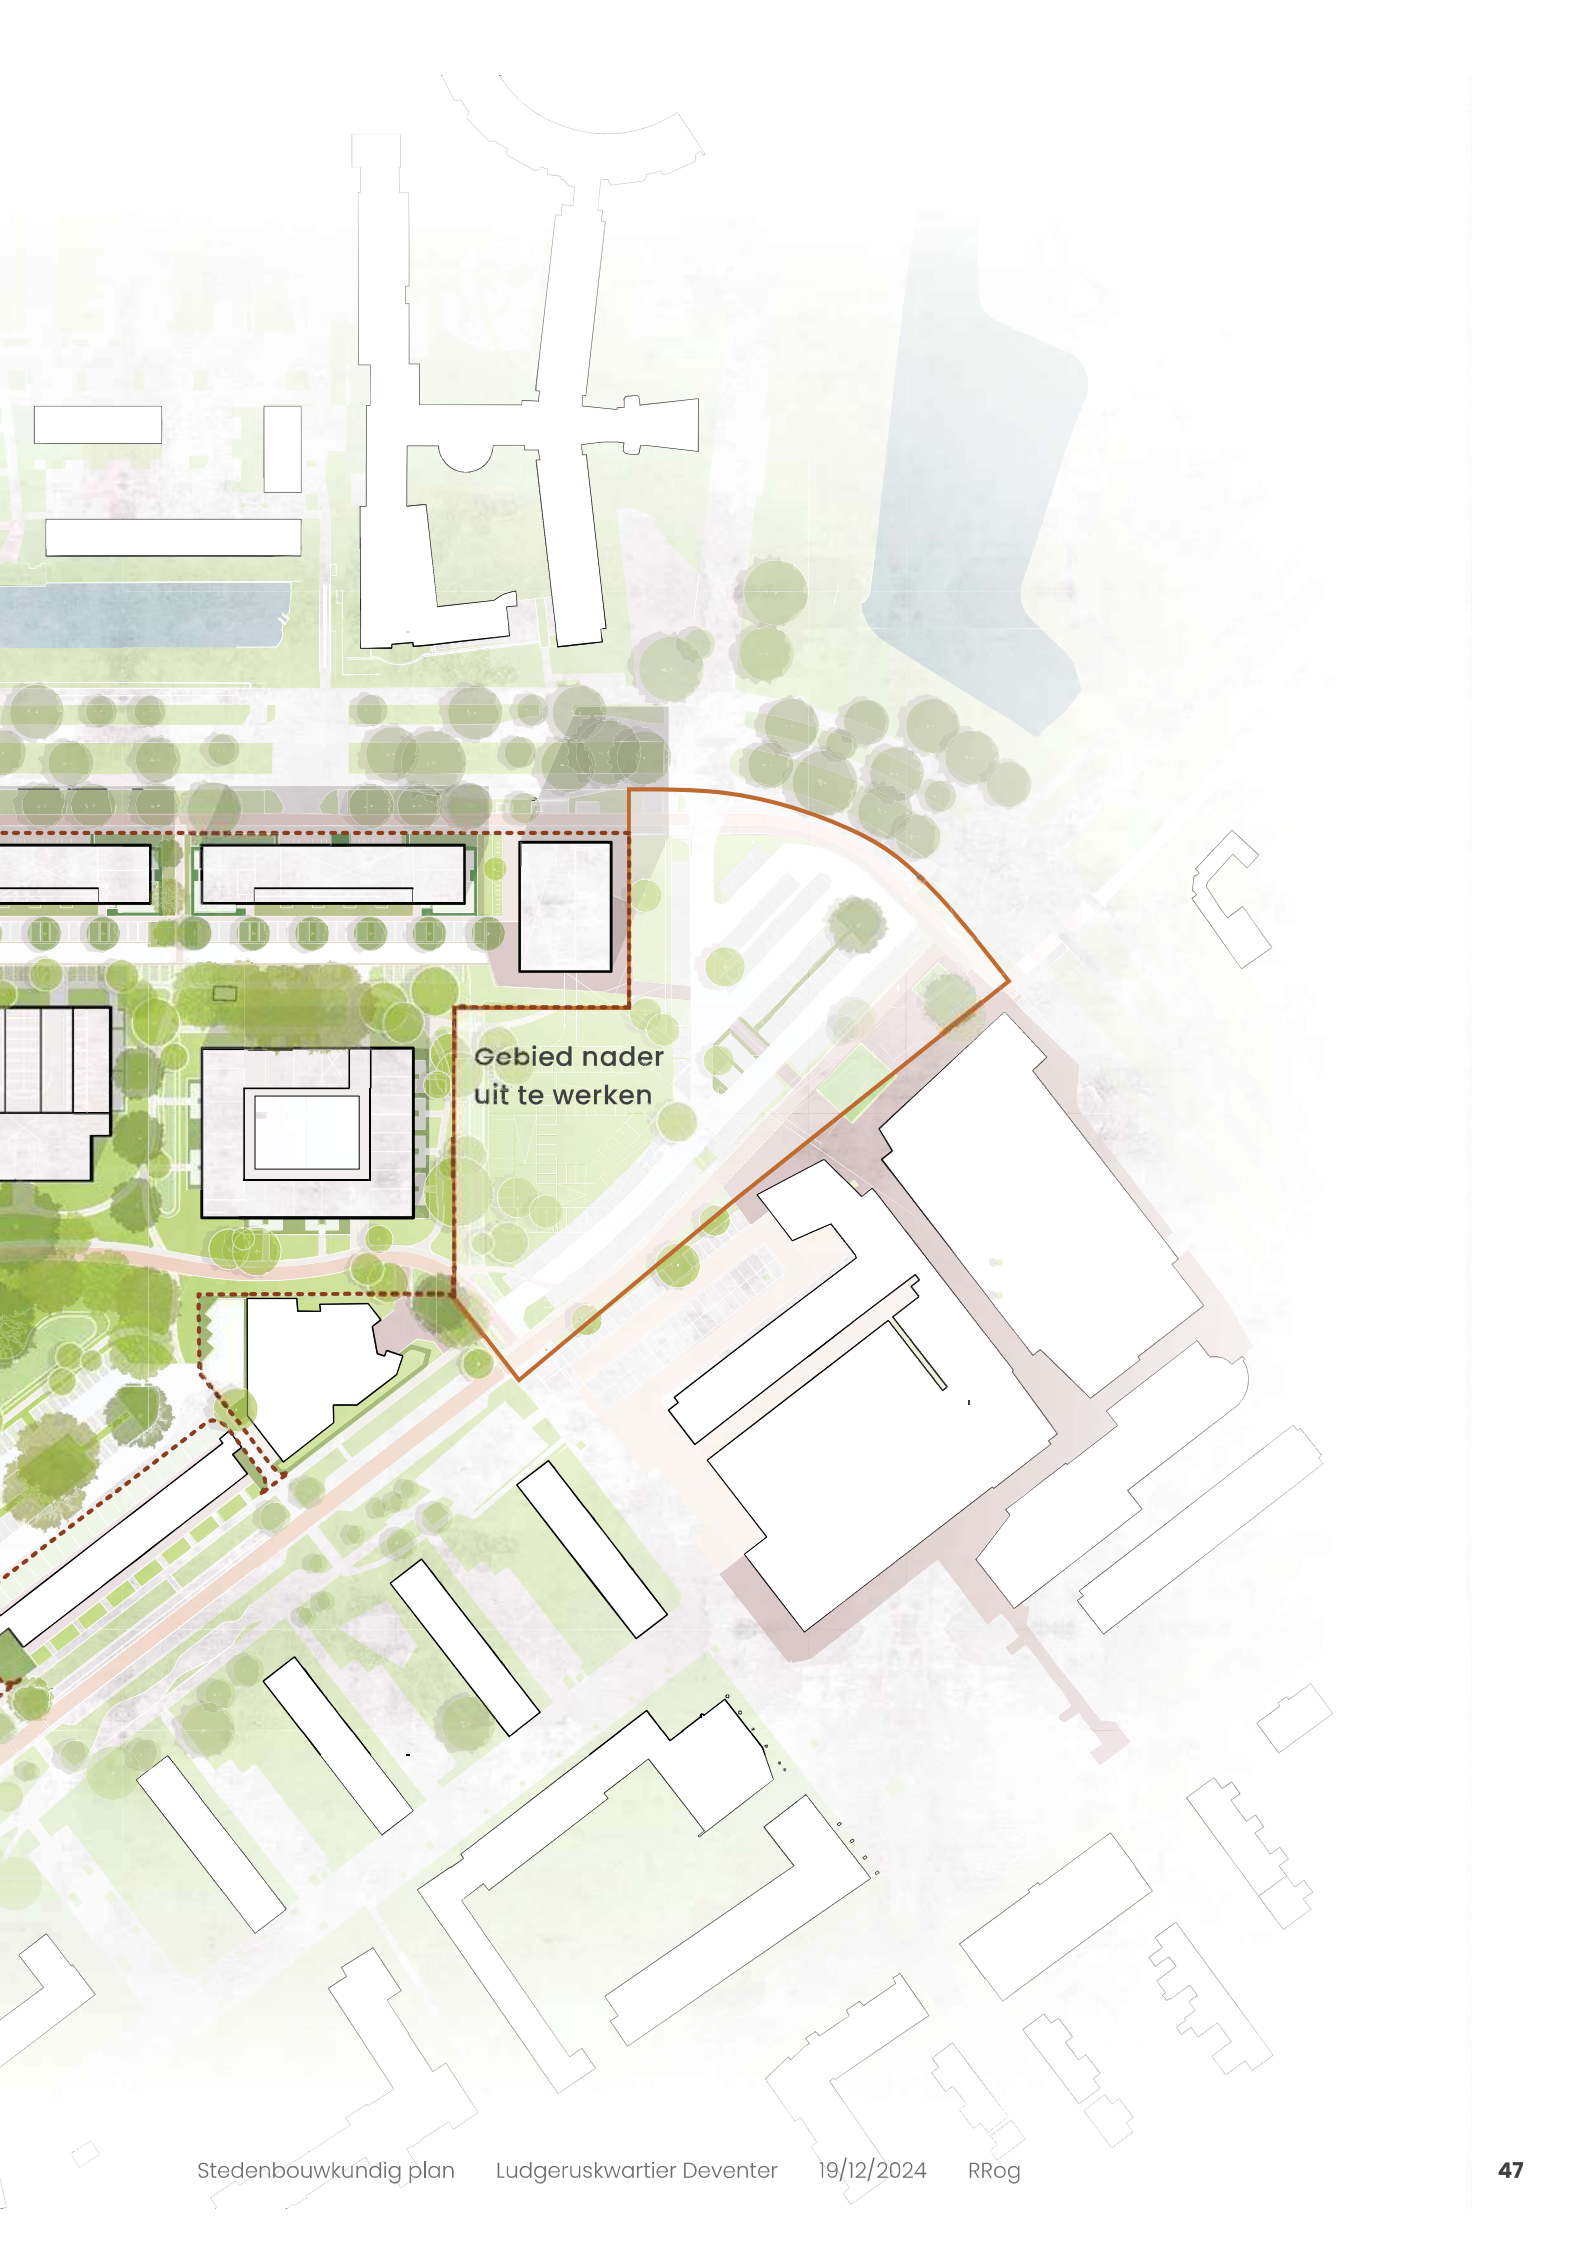 Gebied nader
uit te werken
Stedenbouwkundig plan Ludgeruskwartier Deventer 19/12/2024 RRog 47